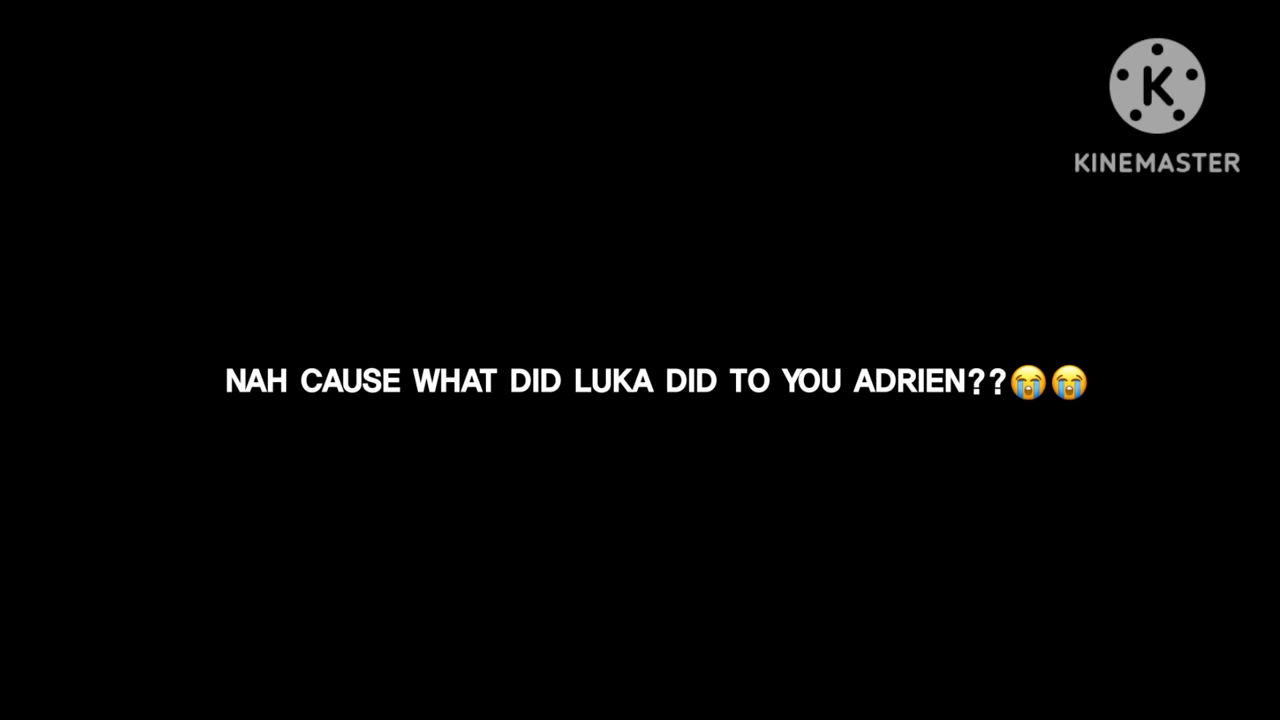 K
KINEMASTER
NAH CAUSE WHAT DID LUKA DID TO YOU ADRIEN??😭😭